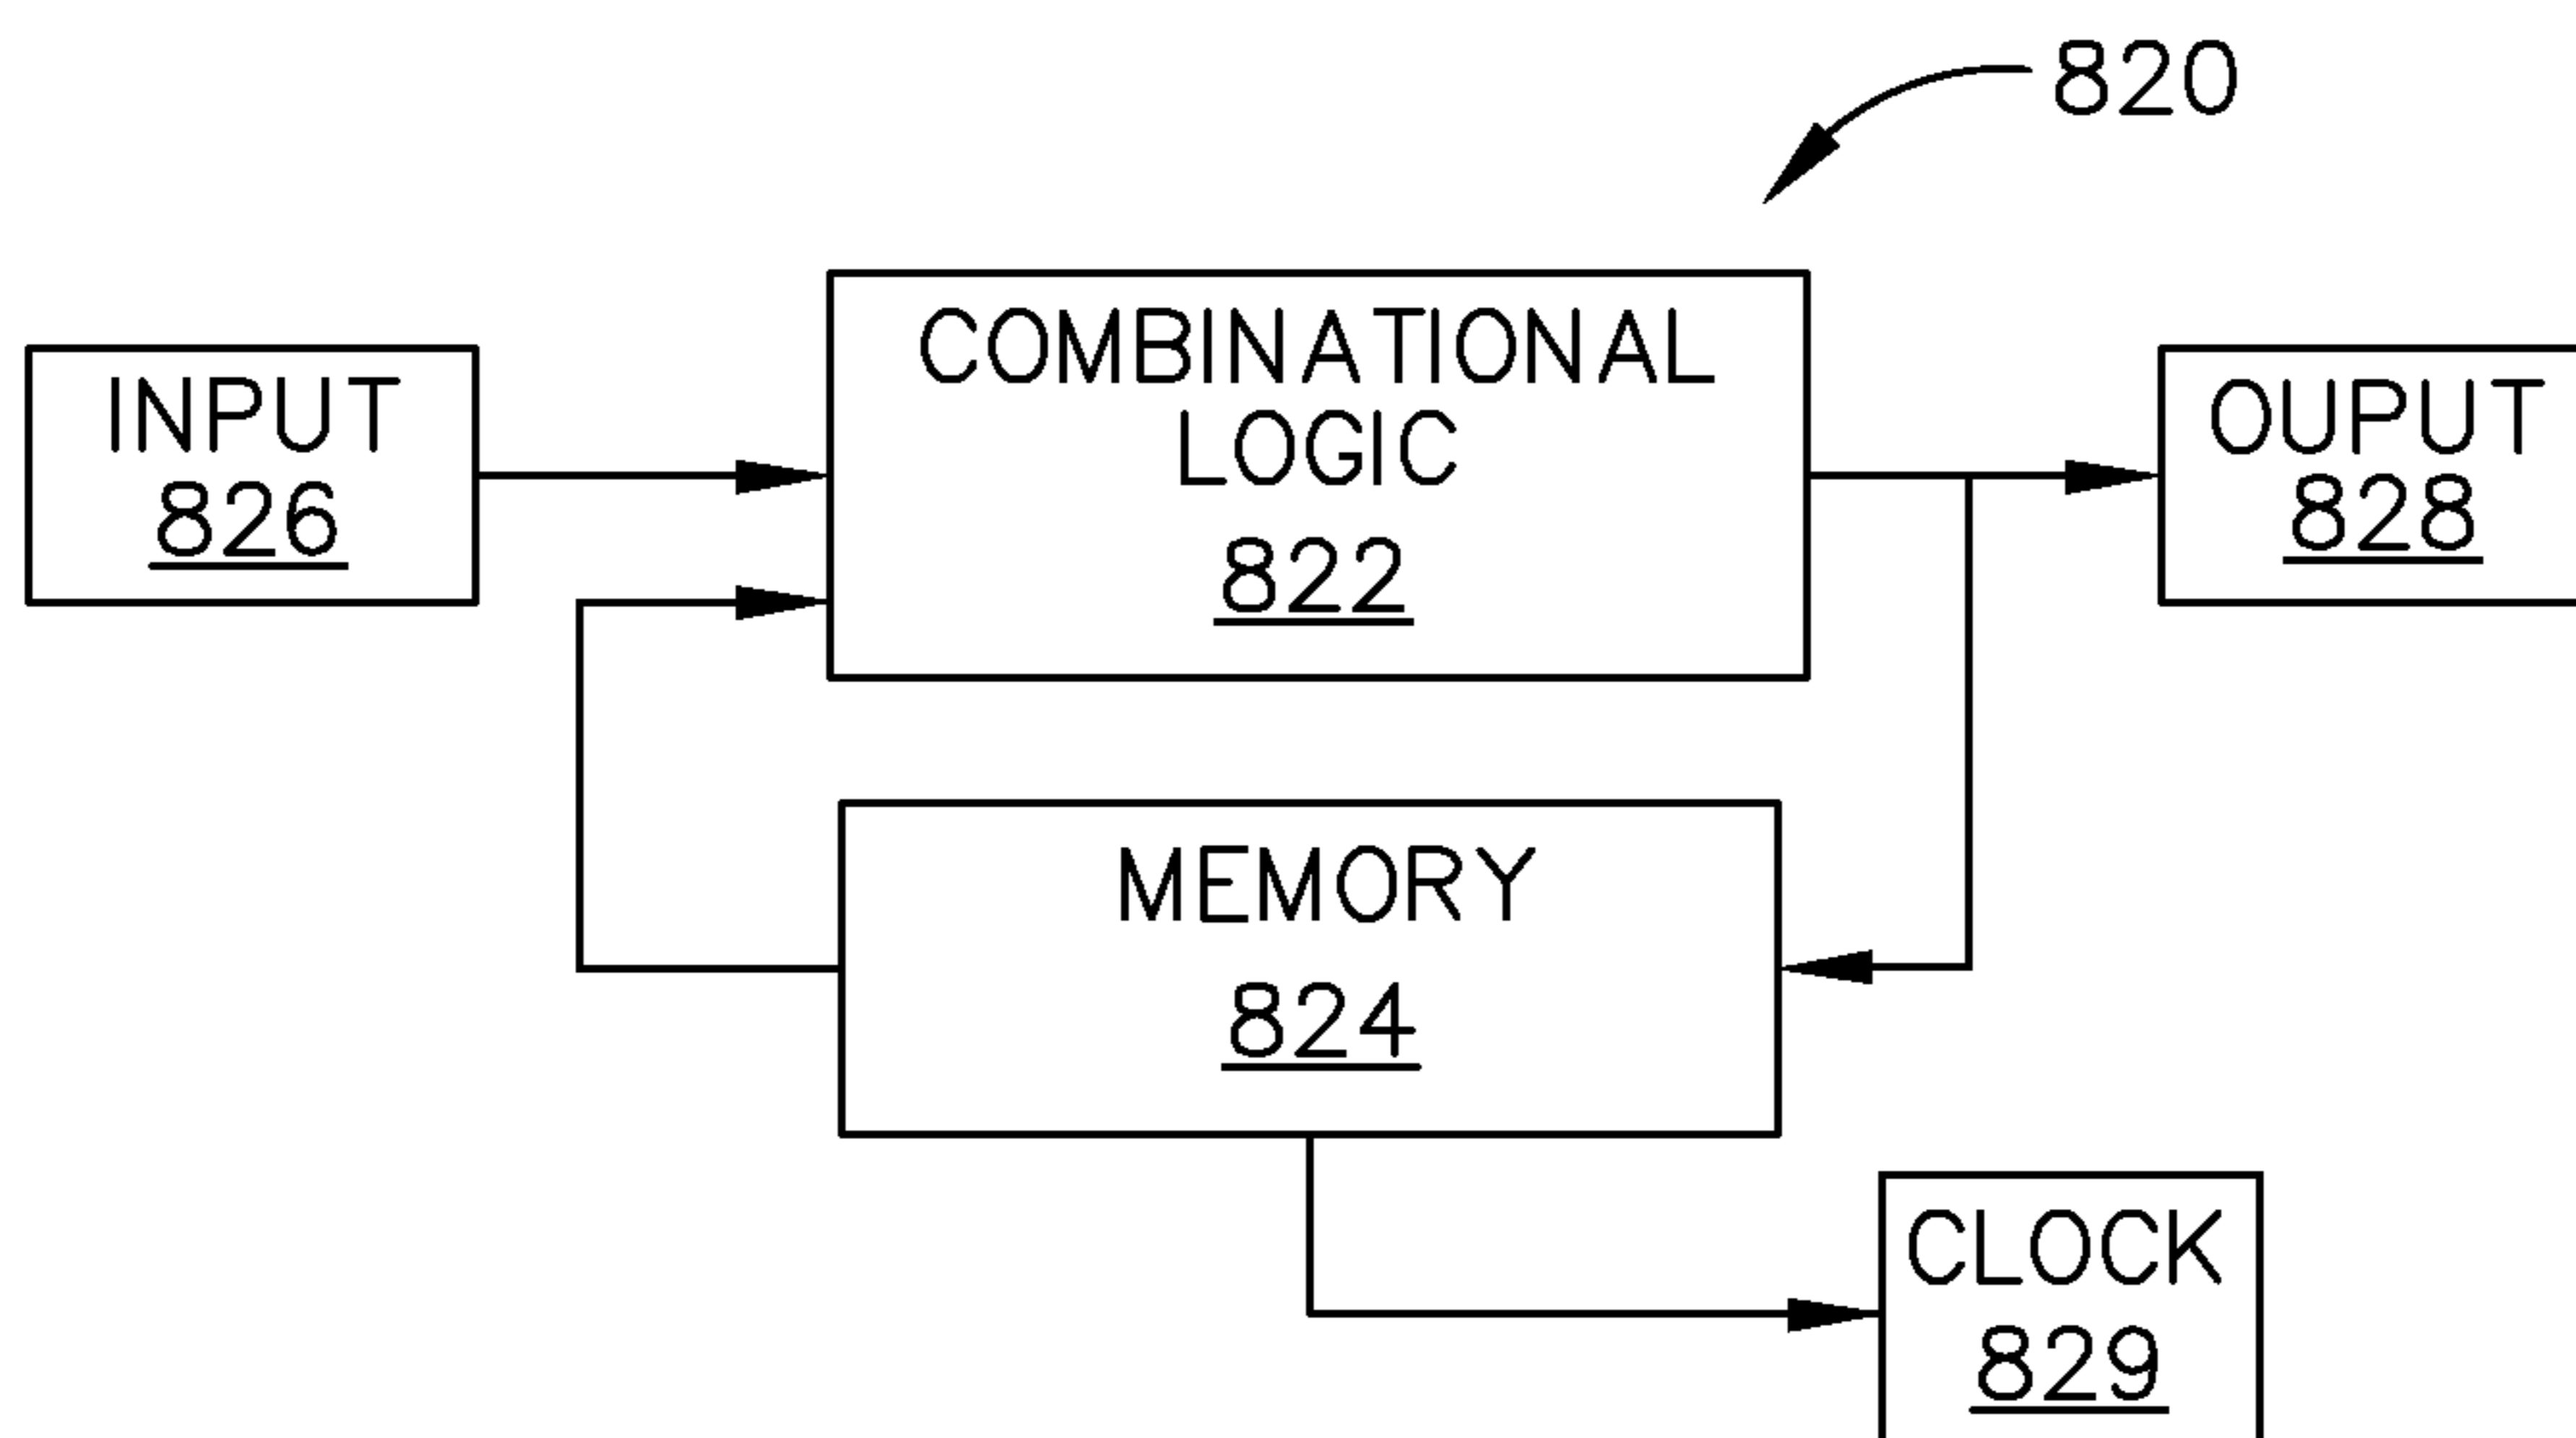 820
COMBINATIONAL
LOGIC
822
INPUT
826
OUPUT
828
MEMORY
824
CLOCK
829